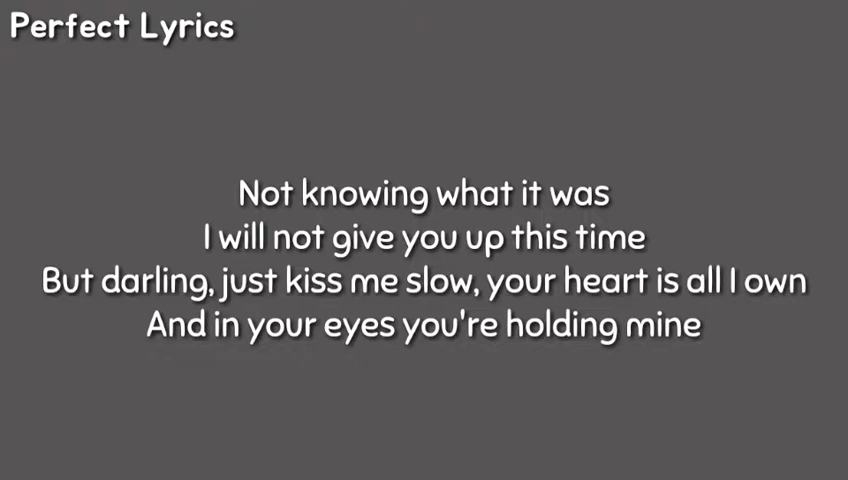 Perfect Lyrics
Not knowing what it was
I will not give you up this time
But darling, just kiss me slow, your heart is all I own
And in your eyes you're holding mine